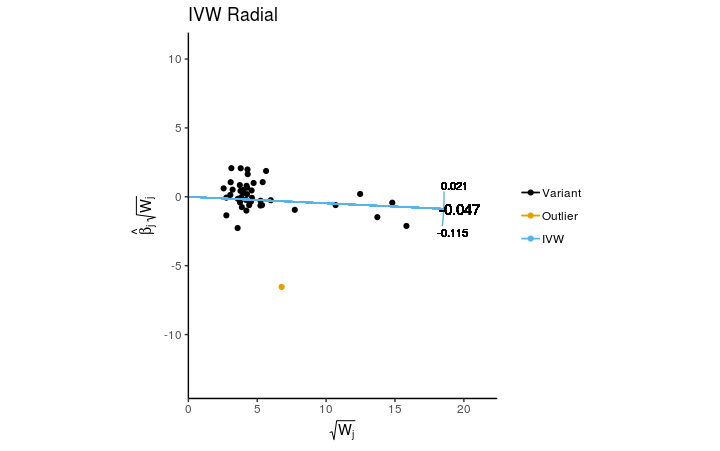 IVW Radial
10
5
0
-5
-10
β̂j√Wj
0.021
-0.047
-0.115
Variant
Outlier
IVW
0 5 10 15 20
√Wj